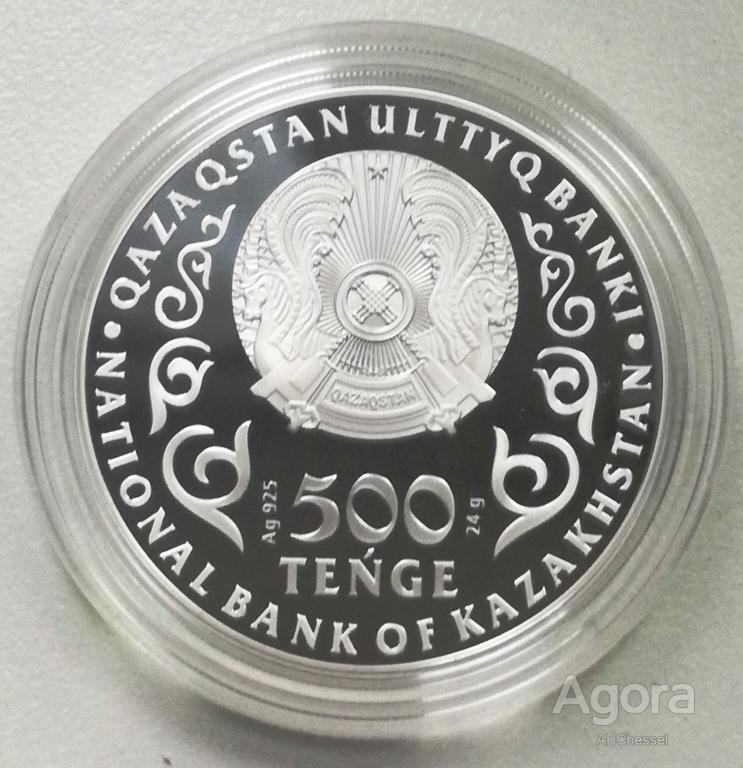 QAZAQSTAN ULTTYQ BANKI
QAZAQSTAN
Ag 925
500
24 g
TEŃGE
• NATIONAL BANK OF KAZAKHSTAN •
Agora
ABChessel